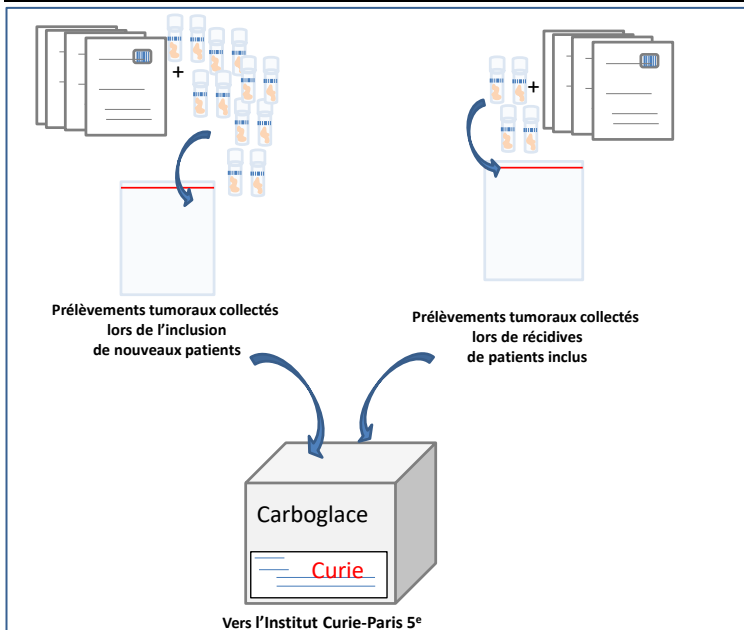 +
+
Prélèvements tumoraux collectés
lors de l’inclusion
de nouveaux patients
Prélèvements tumoraux collectés
lors de récidives
de patients inclus
Carboglace
Curie
Vers l’Institut Curie-Paris 5e